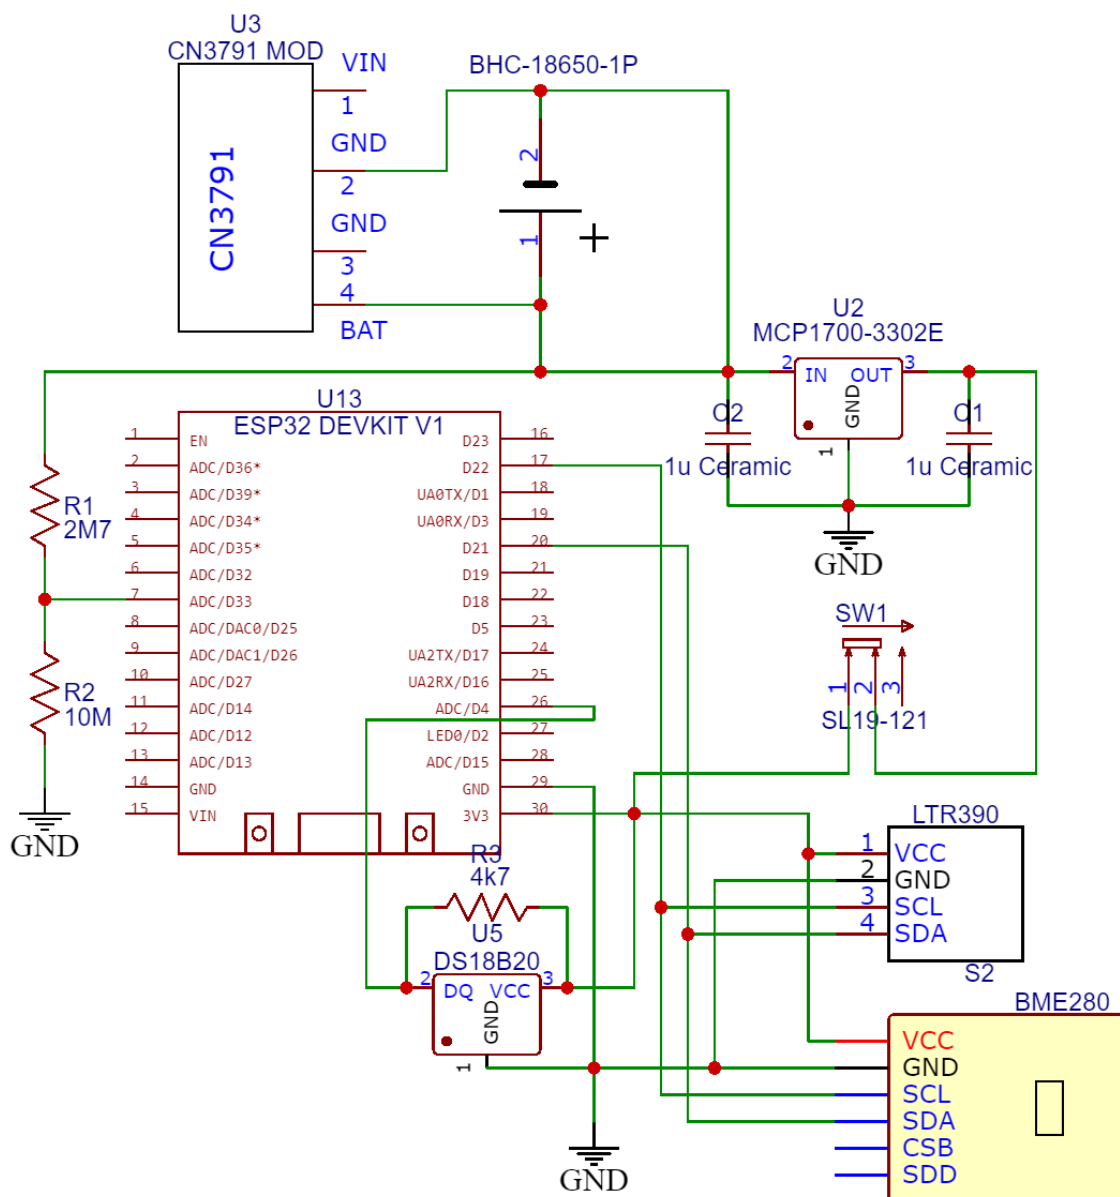 U3
CN3791 MOD
CN3791
VIN
1
GND
2
GND
3
4
BAT
BHC-18650-1P
2
1
+
U2
MCP1700-3302E
2
IN
OUT
3
GND
1
C2
1u Ceramic
C1
1u Ceramic
GND
U13
ESP32 DEVKIT V1
1 EN
2 ADC/D36*
3 ADC/D39*
4 ADC/D34*
5 ADC/D35*
6 ADC/D32
7 ADC/D33
8 ADC/DAC0/D25
9 ADC/DAC1/D26
10 ADC/D27
11 ADC/D14
12 ADC/D12
13 ADC/D13
14 GND
15 VIN
D23 16
D22 17
UA0TX/D1 18
UA0RX/D3 19
D21 20
D19 21
D18 22
D5 23
UA2TX/D17 24
UA2RX/D16 25
ADC/D4 26
LED0/D2 27
ADC/D15 28
GND 29
3V3 30
R1
2M7
R2
10M
GND
SW1
1
2
3
SL19-121
R3
4k7
U5
DS18B20
2
DQ
VCC
3
GND
1
GND
LTR390
1 VCC
2 GND
3 SCL
4 SDA
S2
BME280
VCC
GND
SCL
SDA
CSB
SDD